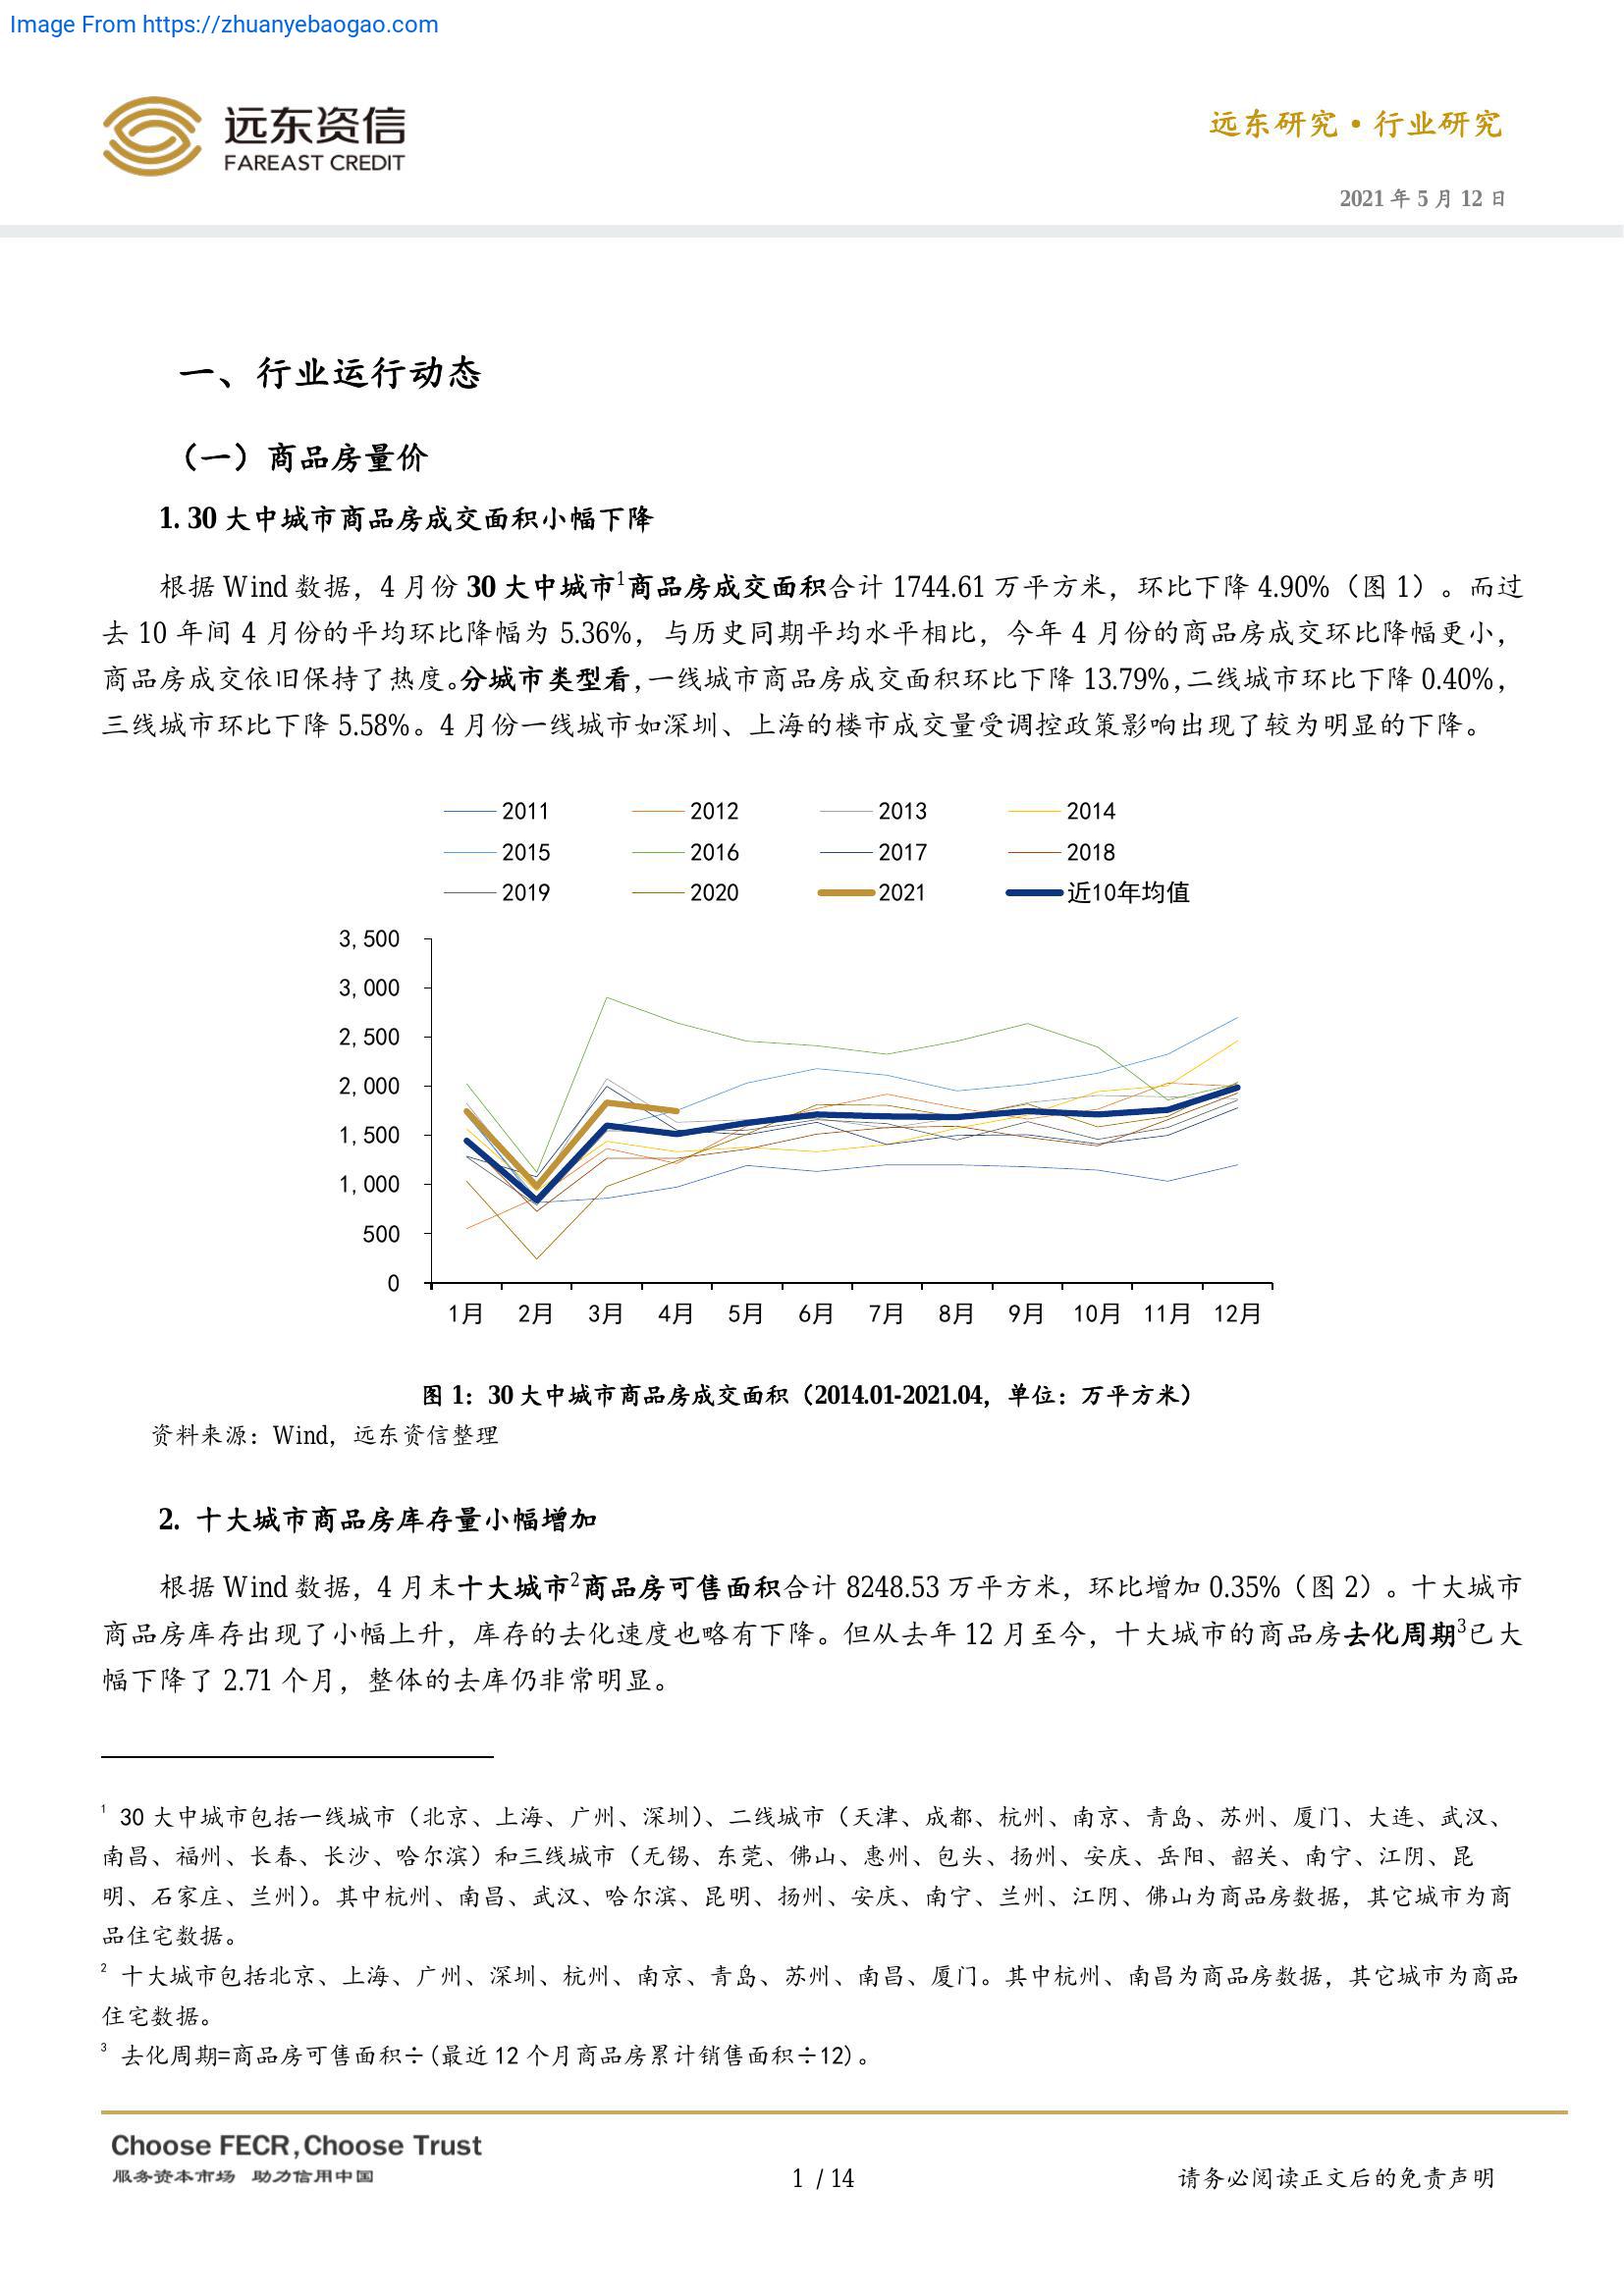 Image From https://zhuanyebaogao.com
远东资信
FAREAST CREDIT
远东研究·行业研究
2021 年 5 月 12 日
一、行业运行动态
（一）商品房量价
1. 30 大中城市商品房成交面积小幅下降
根据 Wind 数据，4 月份 30 大中城市1商品房成交面积合计 1744.61 万平方米，环比下降 4.90%（图 1）。而过
去 10 年间 4 月份的平均环比降幅为 5.36%，与历史同期平均水平相比，今年 4 月份的商品房成交环比降幅更小，
商品房成交依旧保持了热度。分城市类型看，一线城市商品房成交面积环比下降 13.79%，二线城市环比下降 0.40%，
三线城市环比下降 5.58%。4 月份一线城市如深圳、上海的楼市成交量受调控政策影响出现了较为明显的下降。
2011 2012 2013 2014
2015 2016 2017 2018
2019 2020 2021 近10年均值
3,500
3,000
2,500
2,000
1,500
1,000
500
0
1月 2月 3月 4月 5月 6月 7月 8月 9月 10月 11月 12月
图 1：30 大中城市商品房成交面积（2014.01-2021.04，单位：万平方米）
资料来源：Wind，远东资信整理
2. 十大城市商品房库存量小幅增加
根据 Wind 数据，4 月末十大城市2商品房可售面积合计 8248.53 万平方米，环比增加 0.35%（图 2）。十大城市
商品房库存出现了小幅上升，库存的去化速度也略有下降。但从去年 12 月至今，十大城市的商品房去化周期3已大
幅下降了 2.71 个月，整体的去库仍非常明显。
1 30 大中城市包括一线城市（北京、上海、广州、深圳）、二线城市（天津、成都、杭州、南京、青岛、苏州、厦门、大连、武汉、
南昌、福州、长春、长沙、哈尔滨）和三线城市（无锡、东莞、佛山、惠州、包头、扬州、安庆、岳阳、韶关、南宁、江阴、昆
明、石家庄、兰州）。其中杭州、南昌、武汉、哈尔滨、昆明、扬州、安庆、南宁、兰州、江阴、佛山为商品房数据，其它城市为商
品住宅数据。
2 十大城市包括北京、上海、广州、深圳、杭州、南京、青岛、苏州、南昌、厦门。其中杭州、南昌为商品房数据，其它城市为商品
住宅数据。
3 去化周期=商品房可售面积÷(最近 12 个月商品房累计销售面积÷12)。
Choose FECR,Choose Trust
服务资本市场 助力信用中国
1 / 14
请务必阅读正文后的免责声明